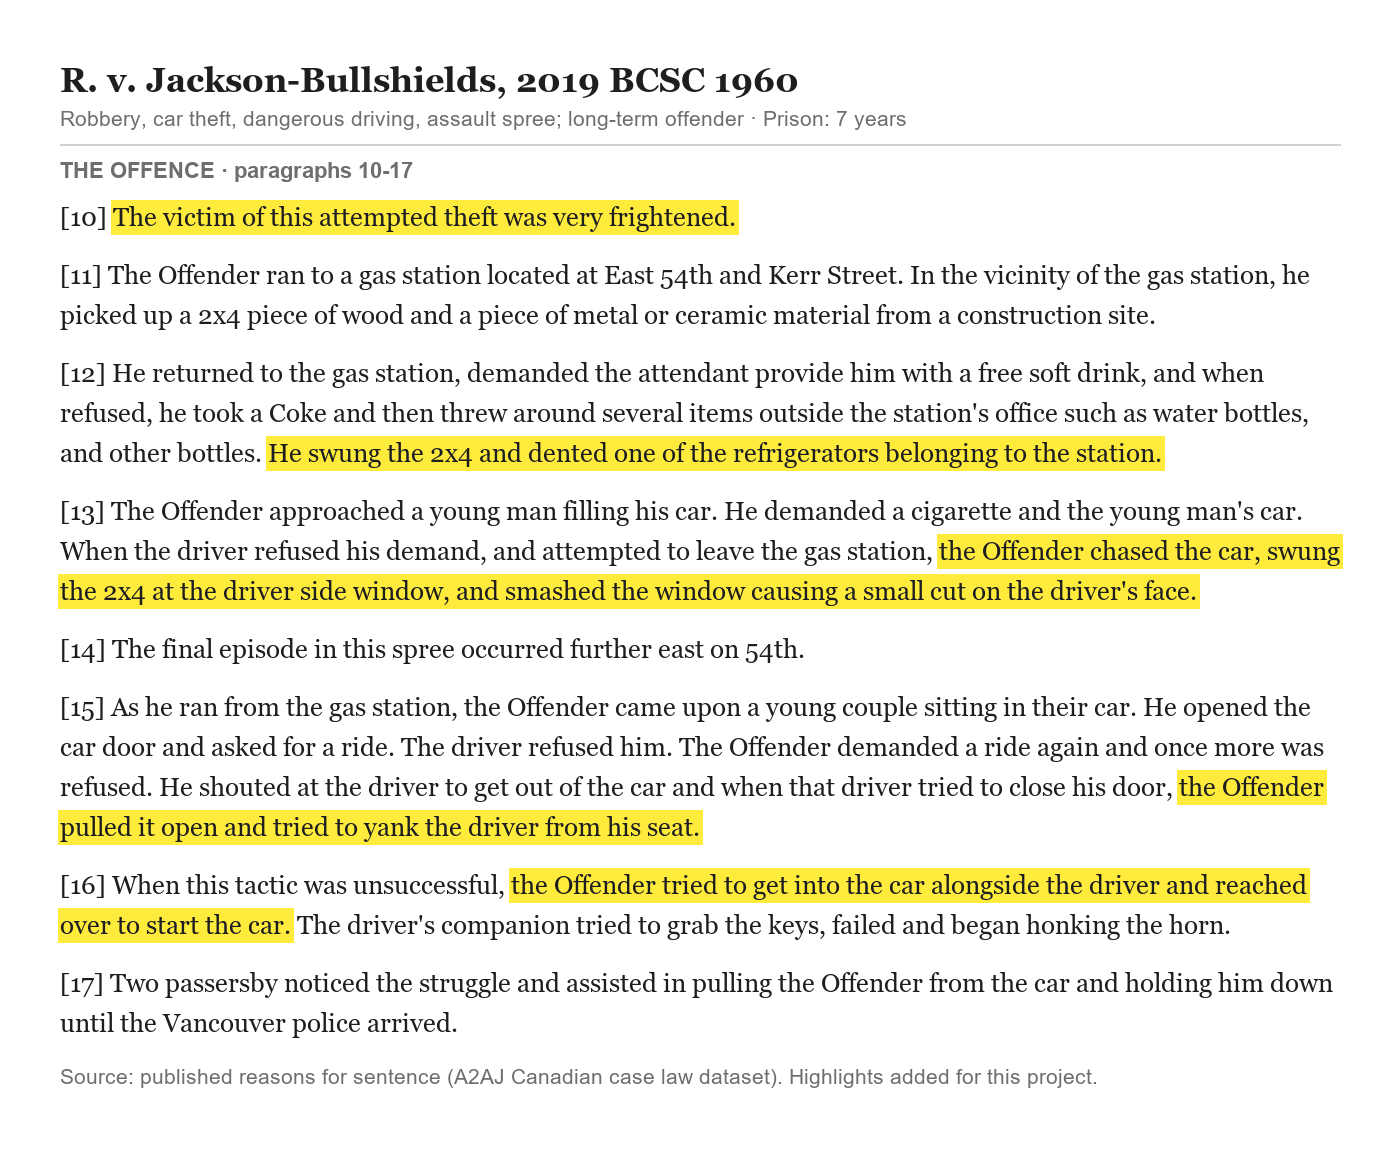 R. v. Jackson-Bullshields, 2019 BCSC 1960
Robbery, car theft, dangerous driving, assault spree; long-term offender · Prison: 7 years
THE OFFENCE · paragraphs 10-17
[10] The victim of this attempted theft was very frightened.
[11] The Offender ran to a gas station located at East 54th and Kerr Street. In the vicinity of the gas station, he
picked up a 2x4 piece of wood and a piece of metal or ceramic material from a construction site.
[12] He returned to the gas station, demanded the attendant provide him with a free soft drink, and when
refused, he took a Coke and then threw around several items outside the station's office such as water bottles,
and other bottles. He swung the 2x4 and dented one of the refrigerators belonging to the station.
[13] The Offender approached a young man filling his car. He demanded a cigarette and the young man's car.
When the driver refused his demand, and attempted to leave the gas station, the Offender chased the car, swung
the 2x4 at the driver side window, and smashed the window causing a small cut on the driver's face.
[14] The final episode in this spree occurred further east on 54th.
[15] As he ran from the gas station, the Offender came upon a young couple sitting in their car. He opened the
car door and asked for a ride. The driver refused him. The Offender demanded a ride again and once more was
refused. He shouted at the driver to get out of the car and when that driver tried to close his door, the Offender
pulled it open and tried to yank the driver from his seat.
[16] When this tactic was unsuccessful, the Offender tried to get into the car alongside the driver and reached
over to start the car. The driver's companion tried to grab the keys, failed and began honking the horn.
[17] Two passersby noticed the struggle and assisted in pulling the Offender from the car and holding him down
until the Vancouver police arrived.
Source: published reasons for sentence (A2AJ Canadian case law dataset). Highlights added for this project.